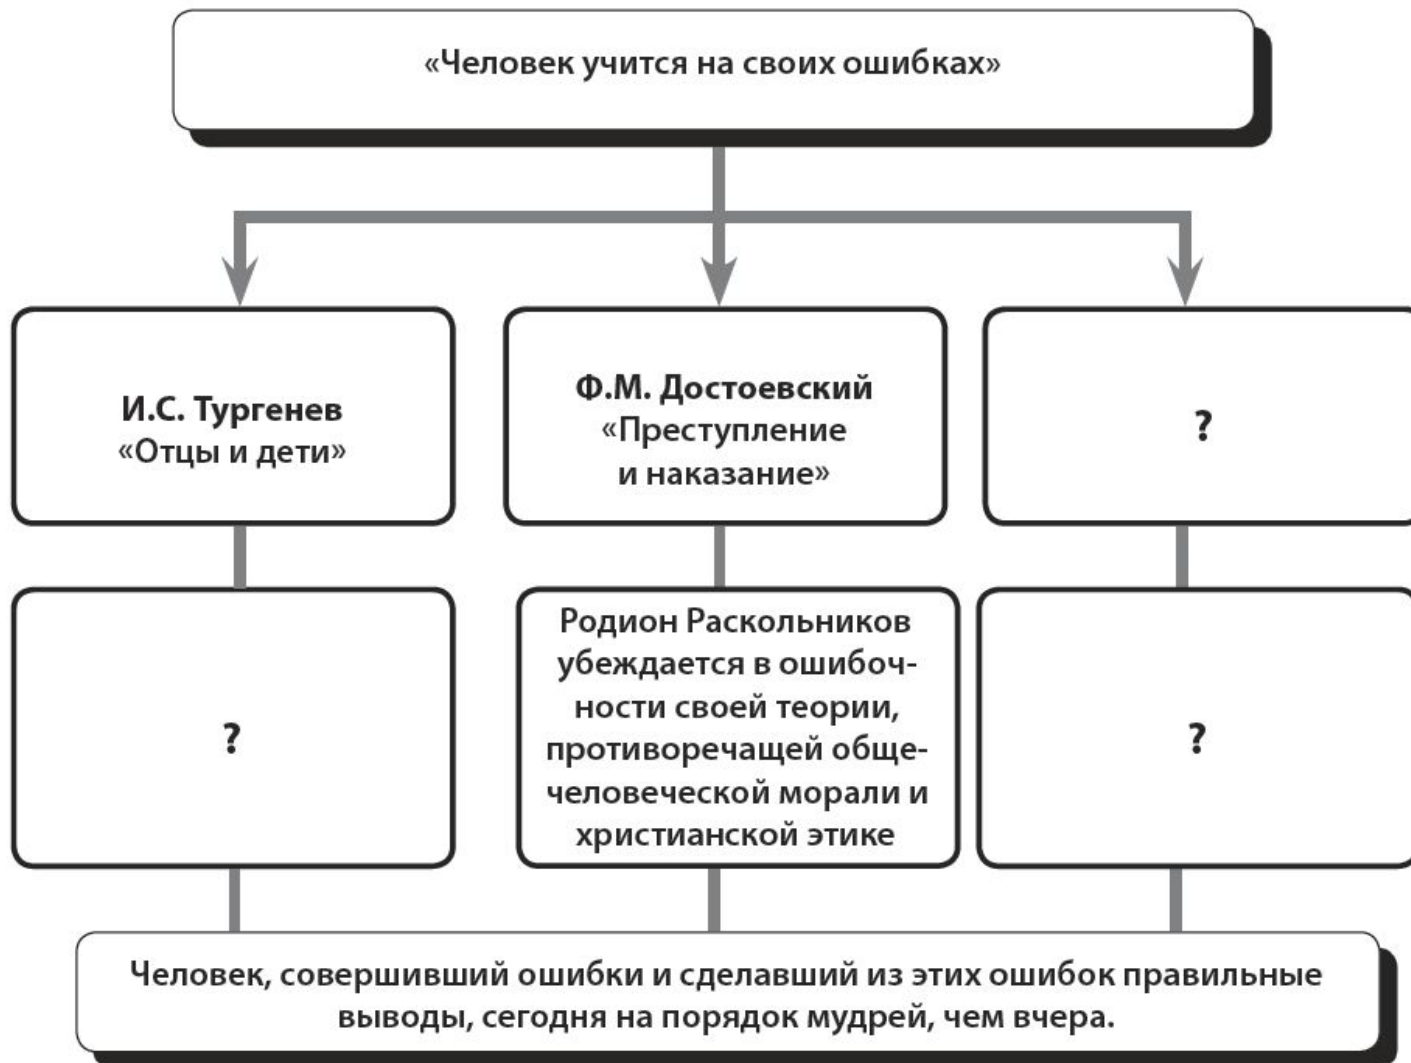 «Человек учится на своих ошибках»
И.С. Тургенев
«Отцы и дети»
Ф.М. Достоевский
«Преступление
и наказание»
?
?
Родион Раскольников
убеждается в ошибоч-
ности своей теории,
противоречащей обще-
человеческой морали и
христианской этике
?
Человек, совершивший ошибки и сделавший из этих ошибок правильные
выводы, сегодня на порядок мудрей, чем вчера.